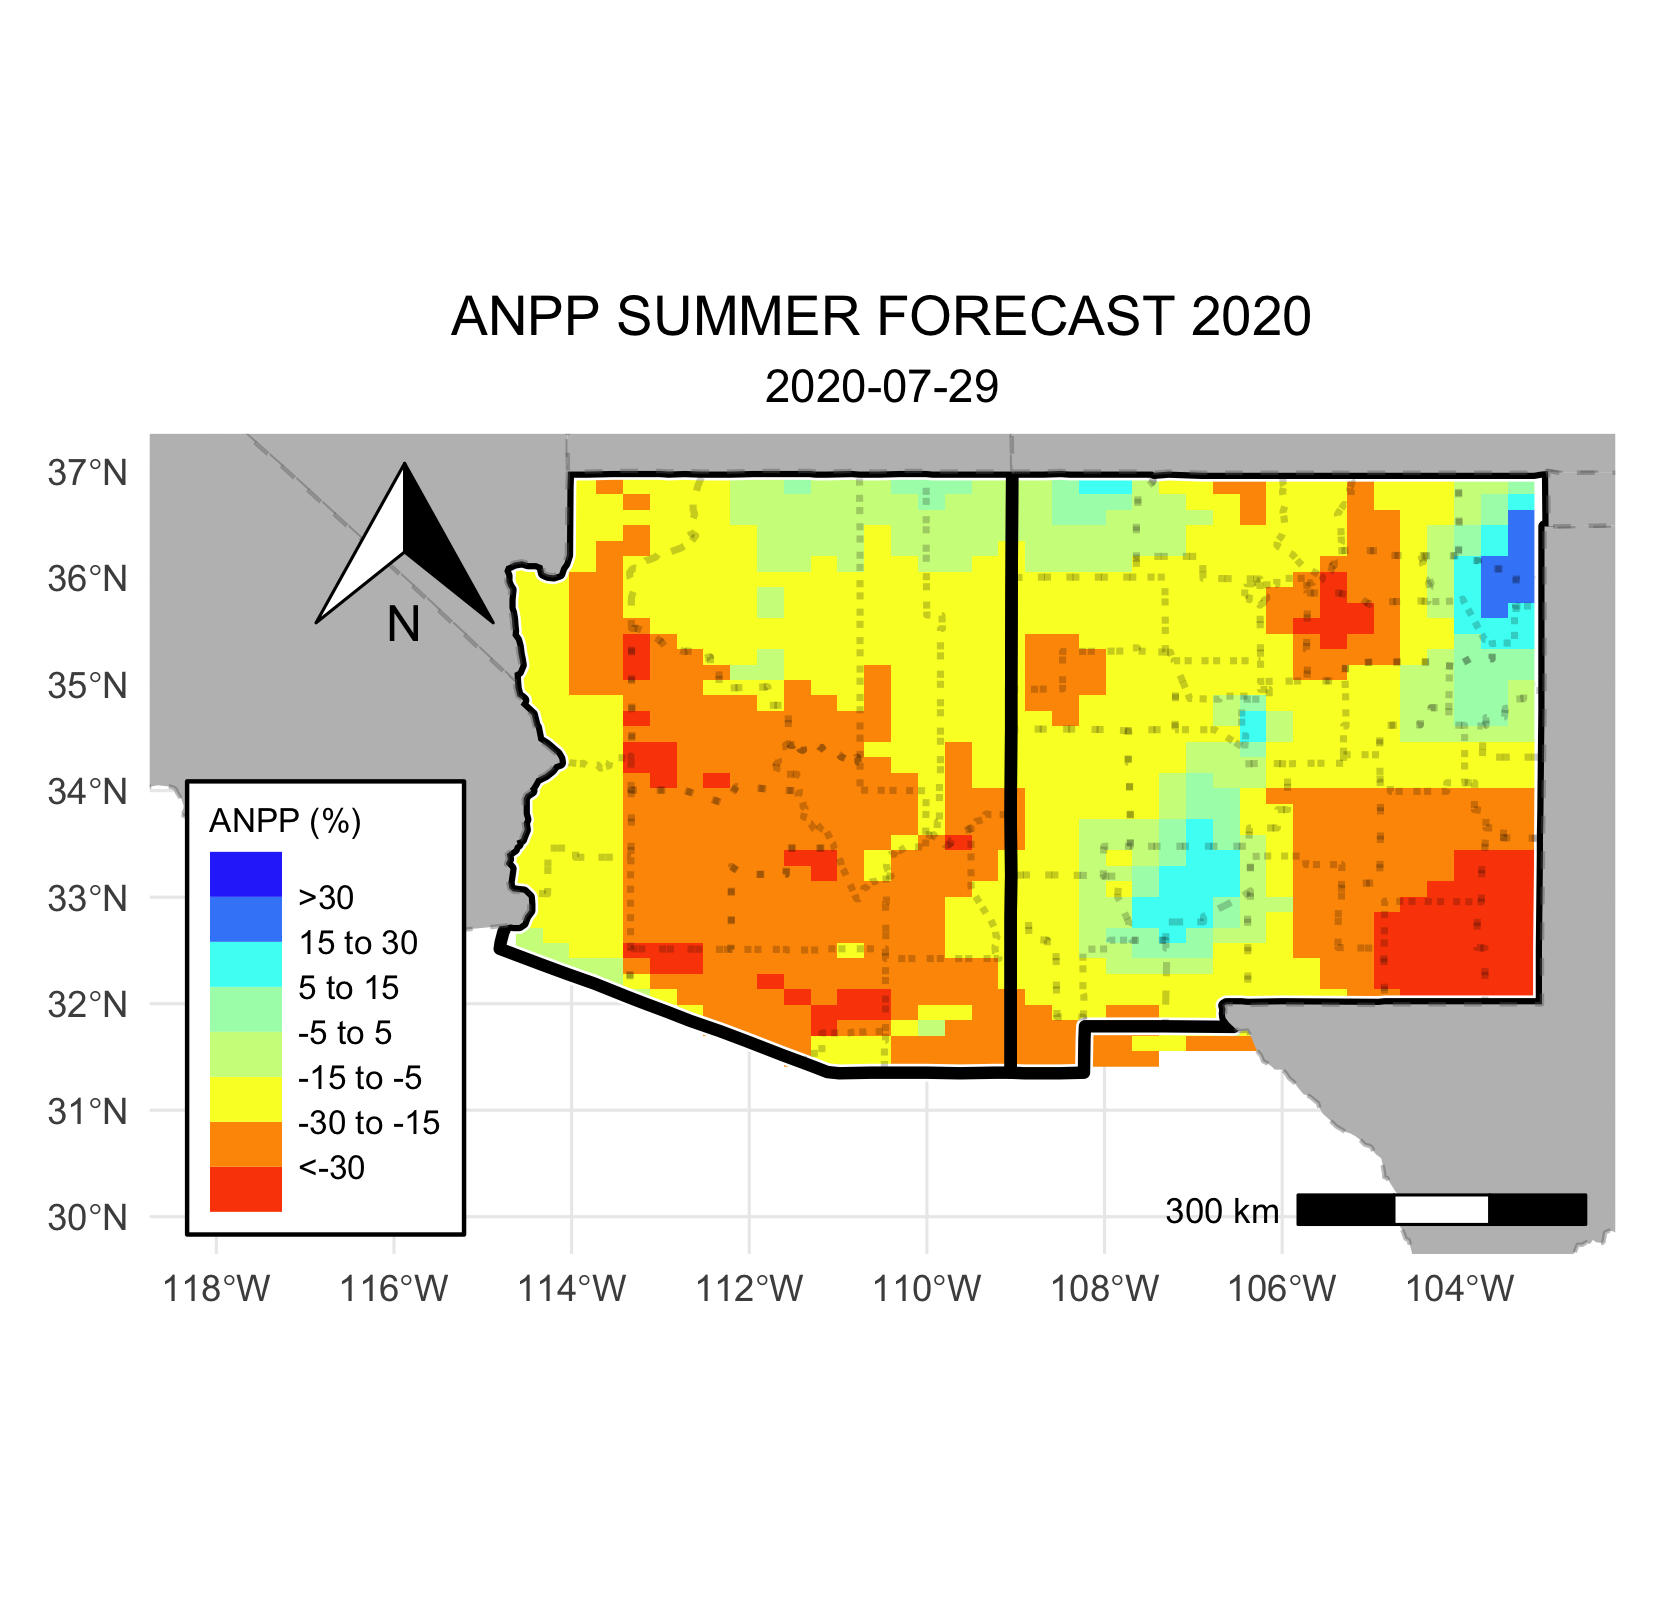 ANPP SUMMER FORECAST 2020
2020-07-29
37°N
36°N
35°N
34°N
33°N
32°N
31°N
30°N
N
ANPP (%)
>30
15 to 30
5 to 15
-5 to 5
-15 to -5
-30 to -15
<-30
300 km
118°W 116°W 114°W 112°W 110°W 108°W 106°W 104°W